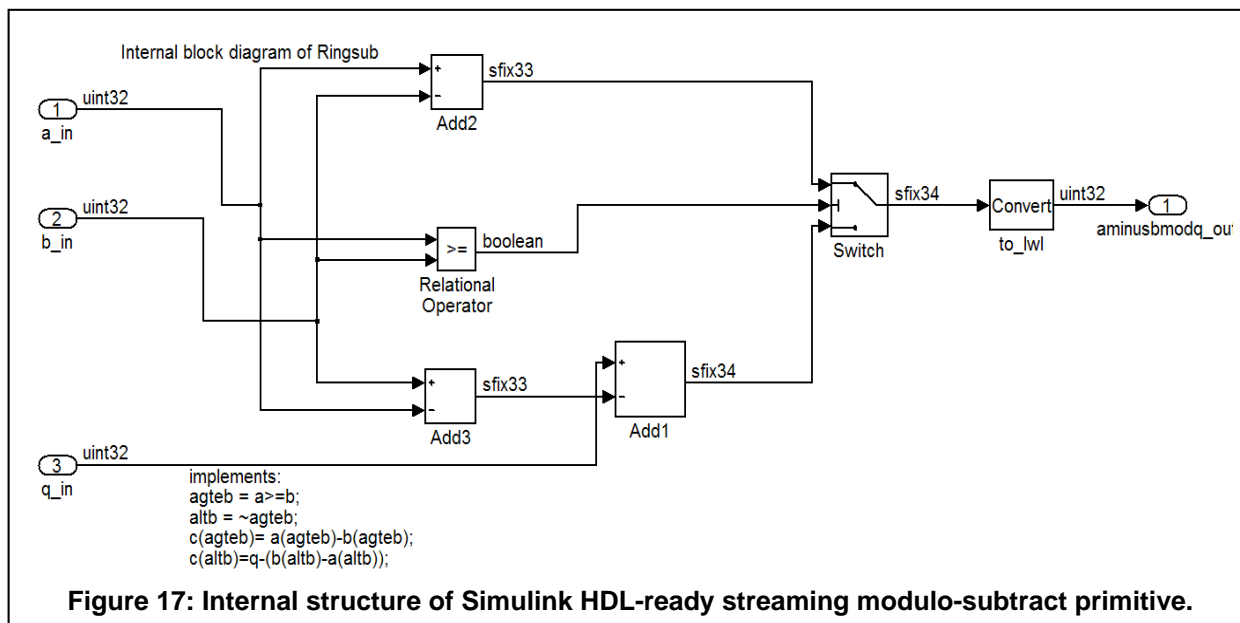 Internal block diagram of Ringsub
+
−
sfix33
Add2
uint32
1
a_in
uint32
2
b_in
>=
boolean
Relational
Operator
sfix34
Switch
Convert
uint32
to_lwl
1
aminusbmodq_out
+
−
sfix33
Add3
+
−
sfix34
Add1
uint32
3
q_in
implements:
agteb = a>=b;
altb = ~agteb;
c(agteb)= a(agteb)-b(agteb);
c(altb)=q-(b(altb)-a(altb));
Figure 17: Internal structure of Simulink HDL-ready streaming modulo-subtract primitive.